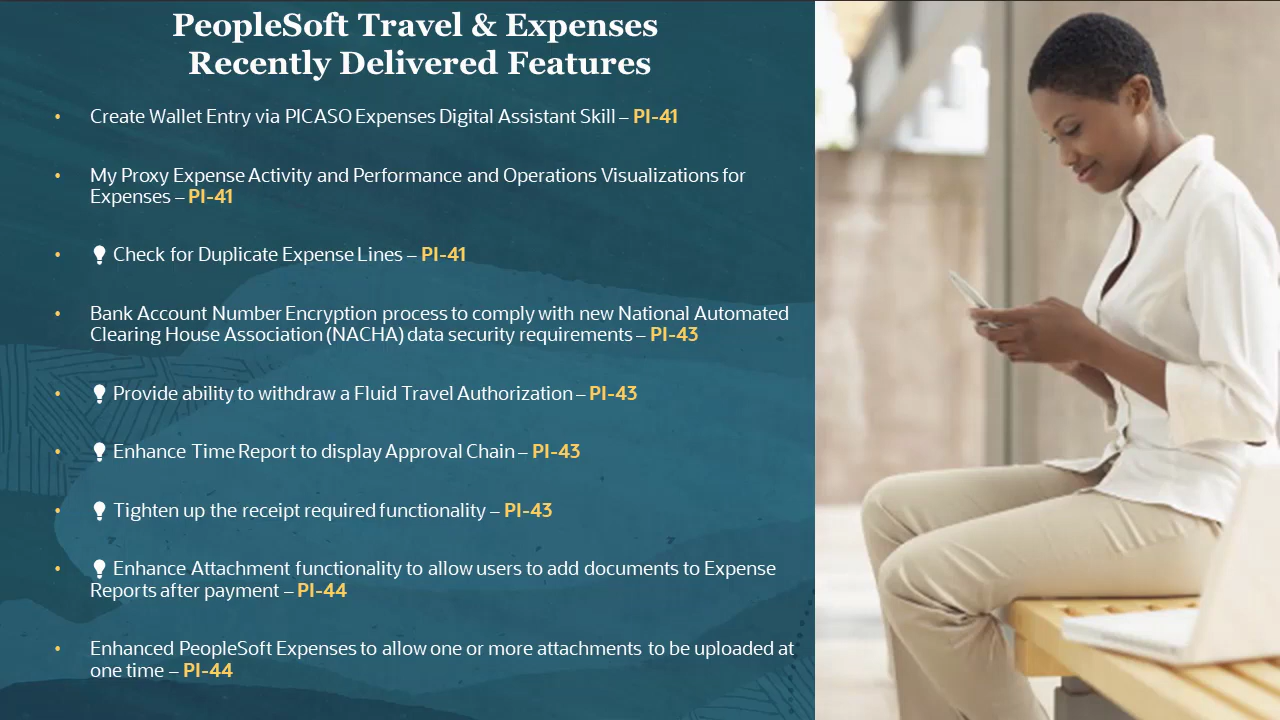 PeopleSoft Travel & Expenses
Recently Delivered Features
• Create Wallet Entry via PICASO Expenses Digital Assistant Skill – PI-41
• My Proxy Expense Activity and Performance and Operations Visualizations for
Expenses – PI-41
• Check for Duplicate Expense Lines – PI-41
• Bank Account Number Encryption process to comply with new National Automated
Clearing House Association (NACHA) data security requirements – PI-43
• Provide ability to withdraw a Fluid Travel Authorization – PI-43
• Enhance Time Report to display Approval Chain – PI-43
• Tighten up the receipt required functionality – PI-43
• Enhance Attachment functionality to allow users to add documents to Expense
Reports after payment – PI-44
• Enhanced PeopleSoft Expenses to allow one or more attachments to be uploaded at
one time – PI-44